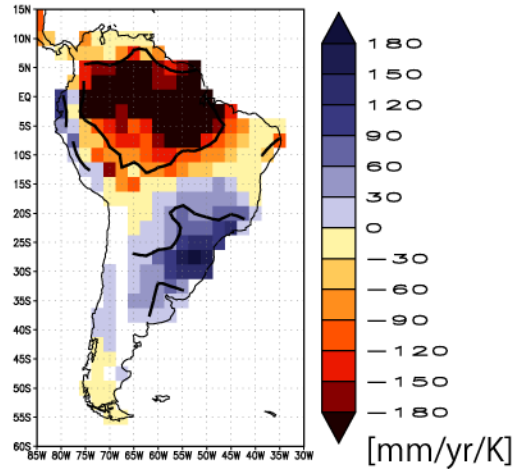 15N
10N
5N
EQ
5S
10S
15S
20S
25S
30S
35S
40S
45S
50S
55S
60S
85W 80W 75W 70W 65W 60W 55W 50W 45W 40W 35W 30W
180
150
120
90
60
30
0
−30
−60
−90
−120
−150
−180
[mm/yr/K]